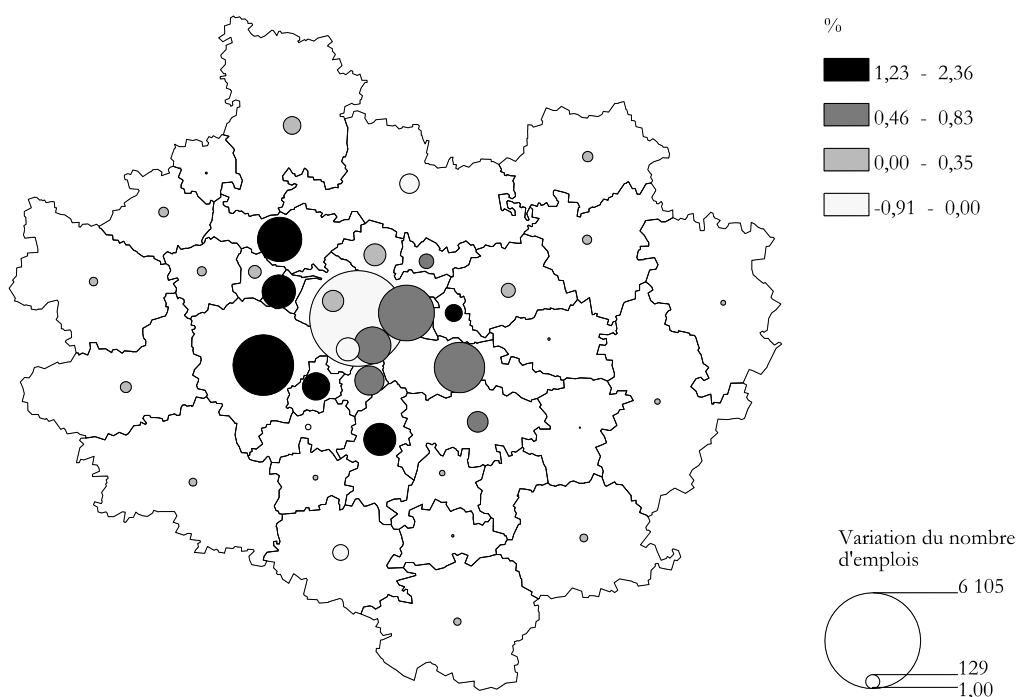 %
1,23 - 2,36
0,46 - 0,83
0,00 - 0,35
-0,91 - 0,00
Variation du nombre
d'emplois
6 105
129
1,00